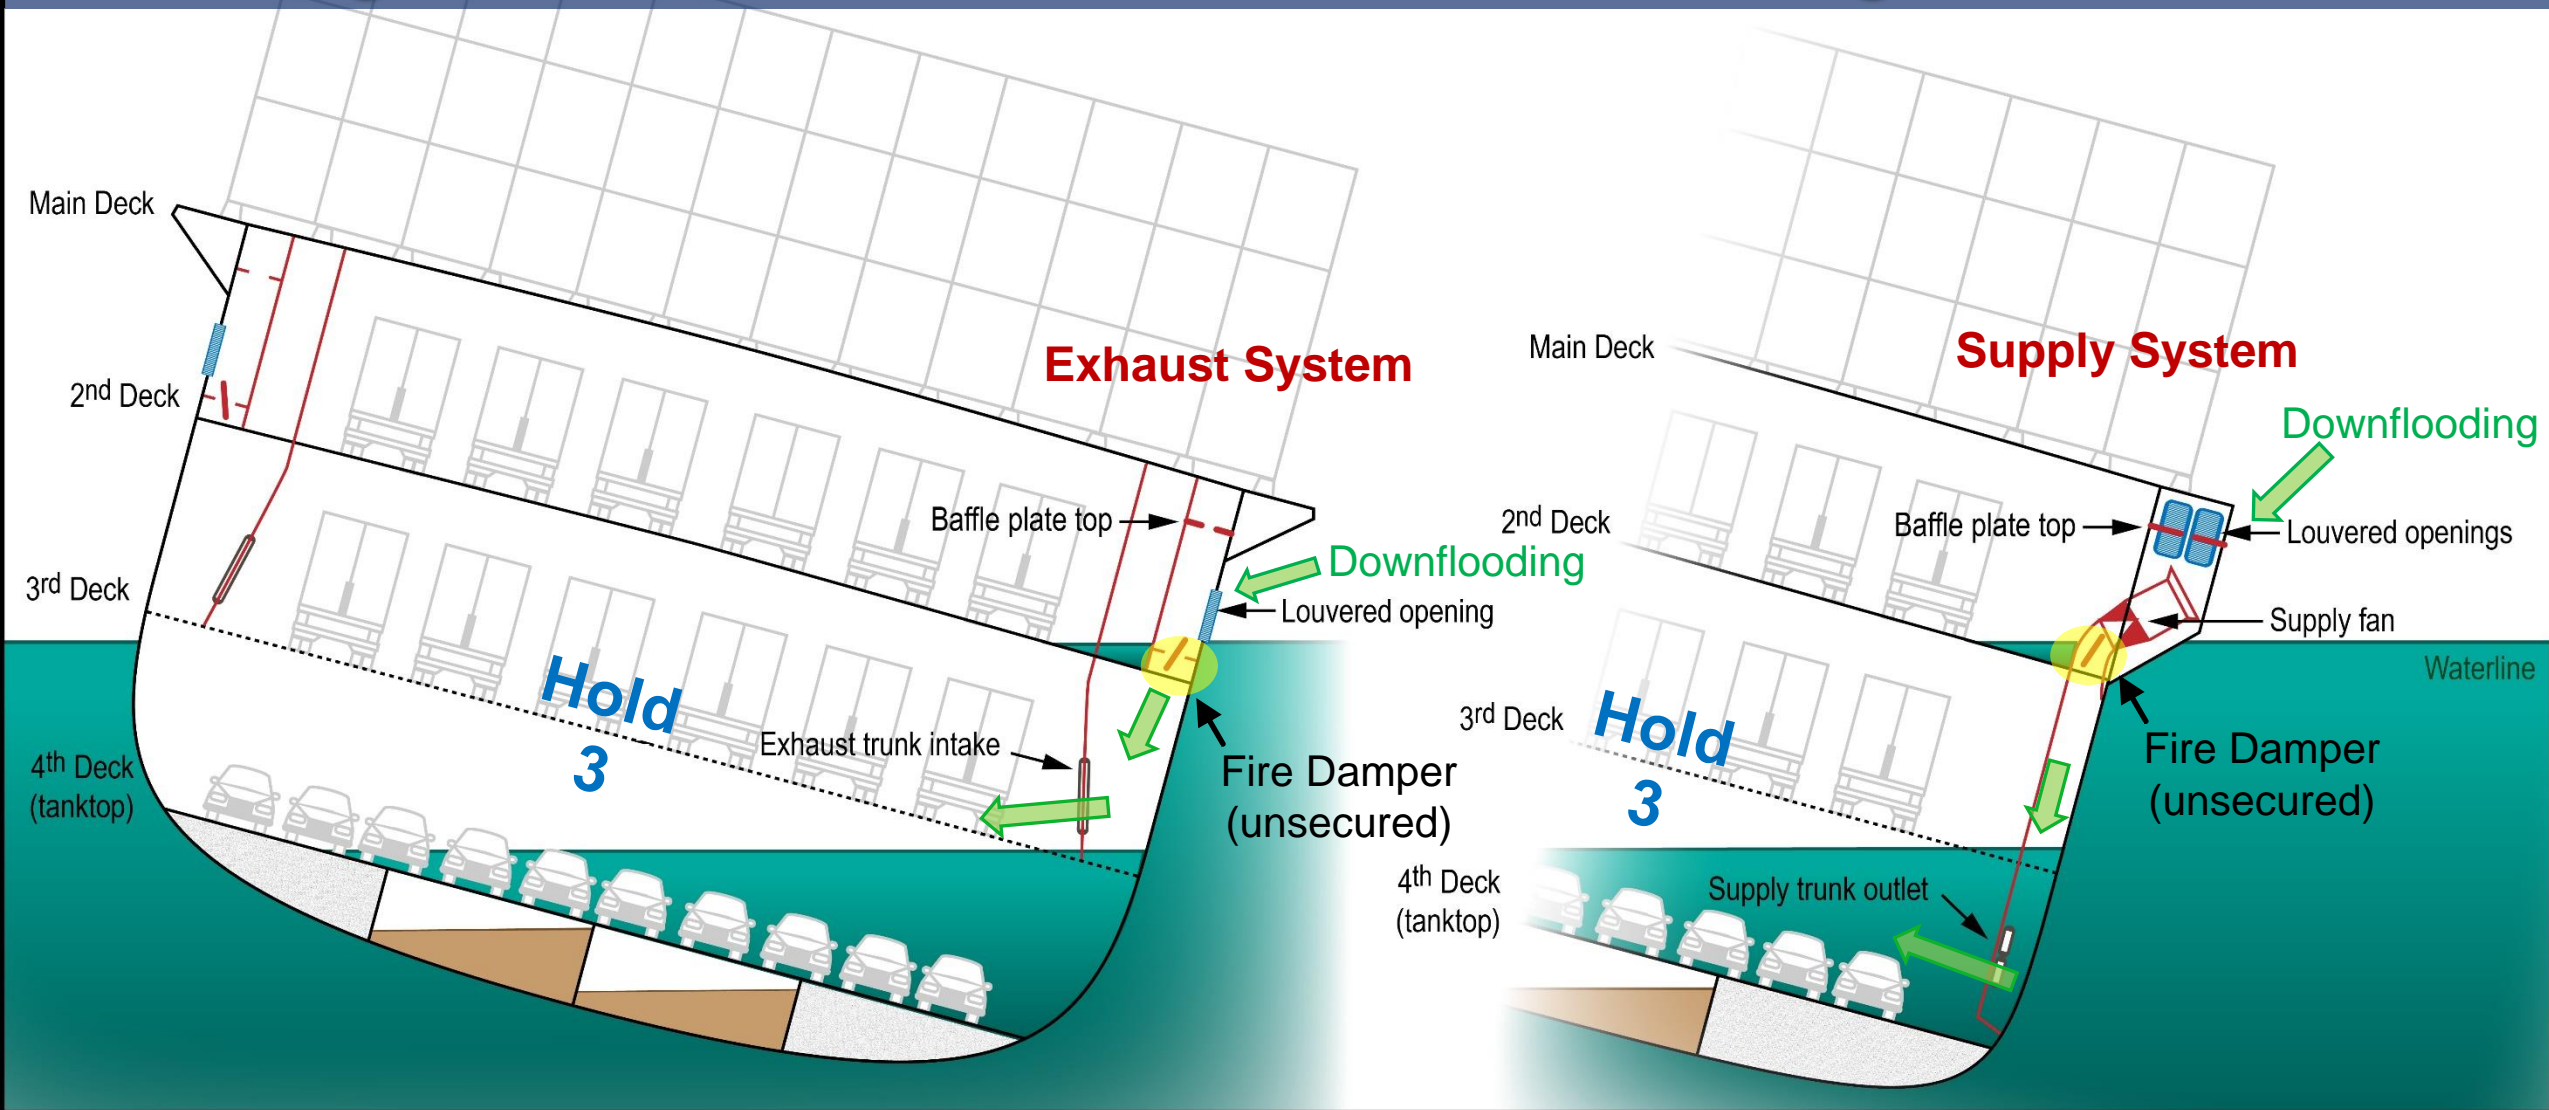 Main Deck
2nd Deck
3rd Deck
4th Deck
(tanktop)
Exhaust System
Baffle plate top
Downflooding
Louvered opening
Hold
3
Exhaust trunk intake
Fire Damper
(unsecured)
Main Deck
Supply System
Downflooding
2nd Deck
Baffle plate top
Louvered openings
Supply fan
Waterline
3rd Deck
Hold
3
Fire Damper
(unsecured)
4th Deck
(tanktop)
Supply trunk outlet